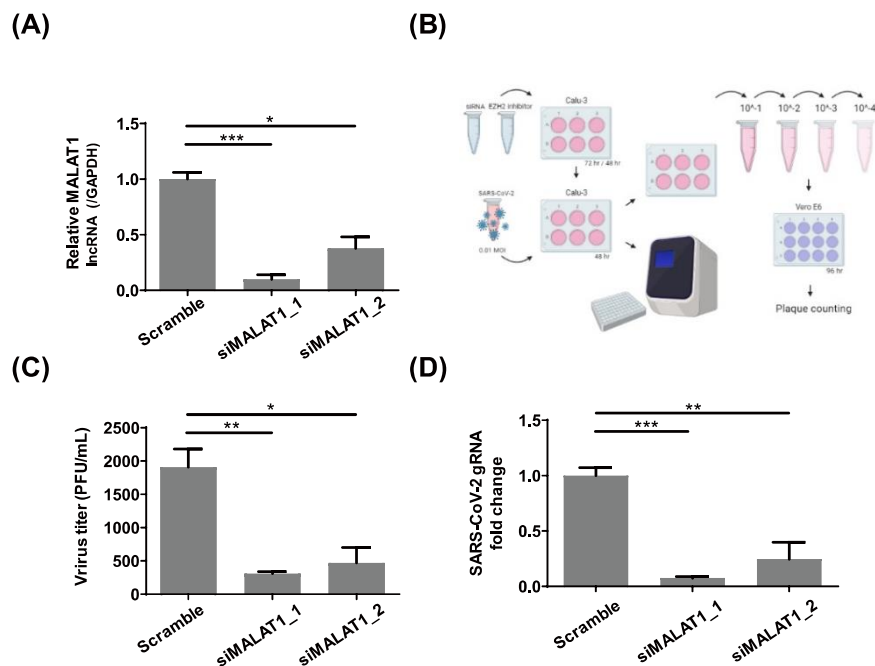 (A)
Relative MALAT1
lncRNA (/GAPDH)
1.5
1.0
0.5
0.0
*
***
Scramble
siMALAT1_1
siMALAT1_2
(B)
siRNA EZH2 Inhibitor
Calu-3
72 hr / 48 hr
SARS-CoV-2
0.01 MOI
Calu-3
48 hr
10^-1 10^-2 10^-3 10^-4
Vero E6
96 hr
Plaque counting
(C)
Vrirus titer (PFU/mL)
2500
2000
1500
1000
500
0
*
**
Scramble
siMALAT1_1
siMALAT1_2
(D)
SARS-CoV-2 gRNA
fold change
1.5
1.0
0.5
0.0
**
***
Scramble
siMALAT1_1
siMALAT1_2